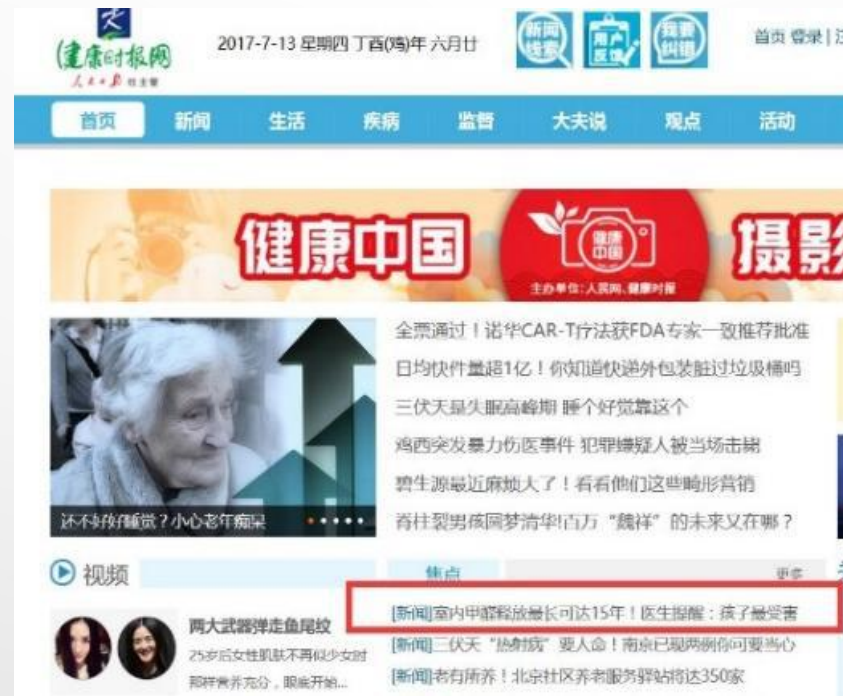 健康时报网
人民日报社主管
2017-7-13 星期四 丁酉(鸡)年 六月廿
新闻线索
用户反馈
我要纠错
首页 登录 | 注
首页 新闻 生活 疾病 监督 大夫说 观点 活动
健康中国
健康中国
摄影
主办单位:人民网、健康时报
全票通过！诺华CAR-T疗法获FDA专家一致推荐批准
日均快件量超1亿！你知道快递外包装脏过垃圾桶吗
三伏天是失眠高峰期 睡个好觉靠这个
鸡西突发暴力伤医事件 犯罪嫌疑人被当场击毙
碧生源最近麻烦大了！看看他们这些畸形营销
脊柱裂男孩圆梦清华!百万“魏祥”的未来又在哪？
还不好好睡觉？小心老年痴呆
视频
焦点
更多
两大武器弹走鱼尾纹
25岁后女性肌肤不再似少女时
那样营养充分，眼底开始...
[新闻]室内甲醛释放最长可达15年！医生提醒：孩子最受害
[新闻]三伏天“热射病”要人命！南京已现两例你可要当心
[新闻]老有所养！北京社区养老服务驿站将达350家